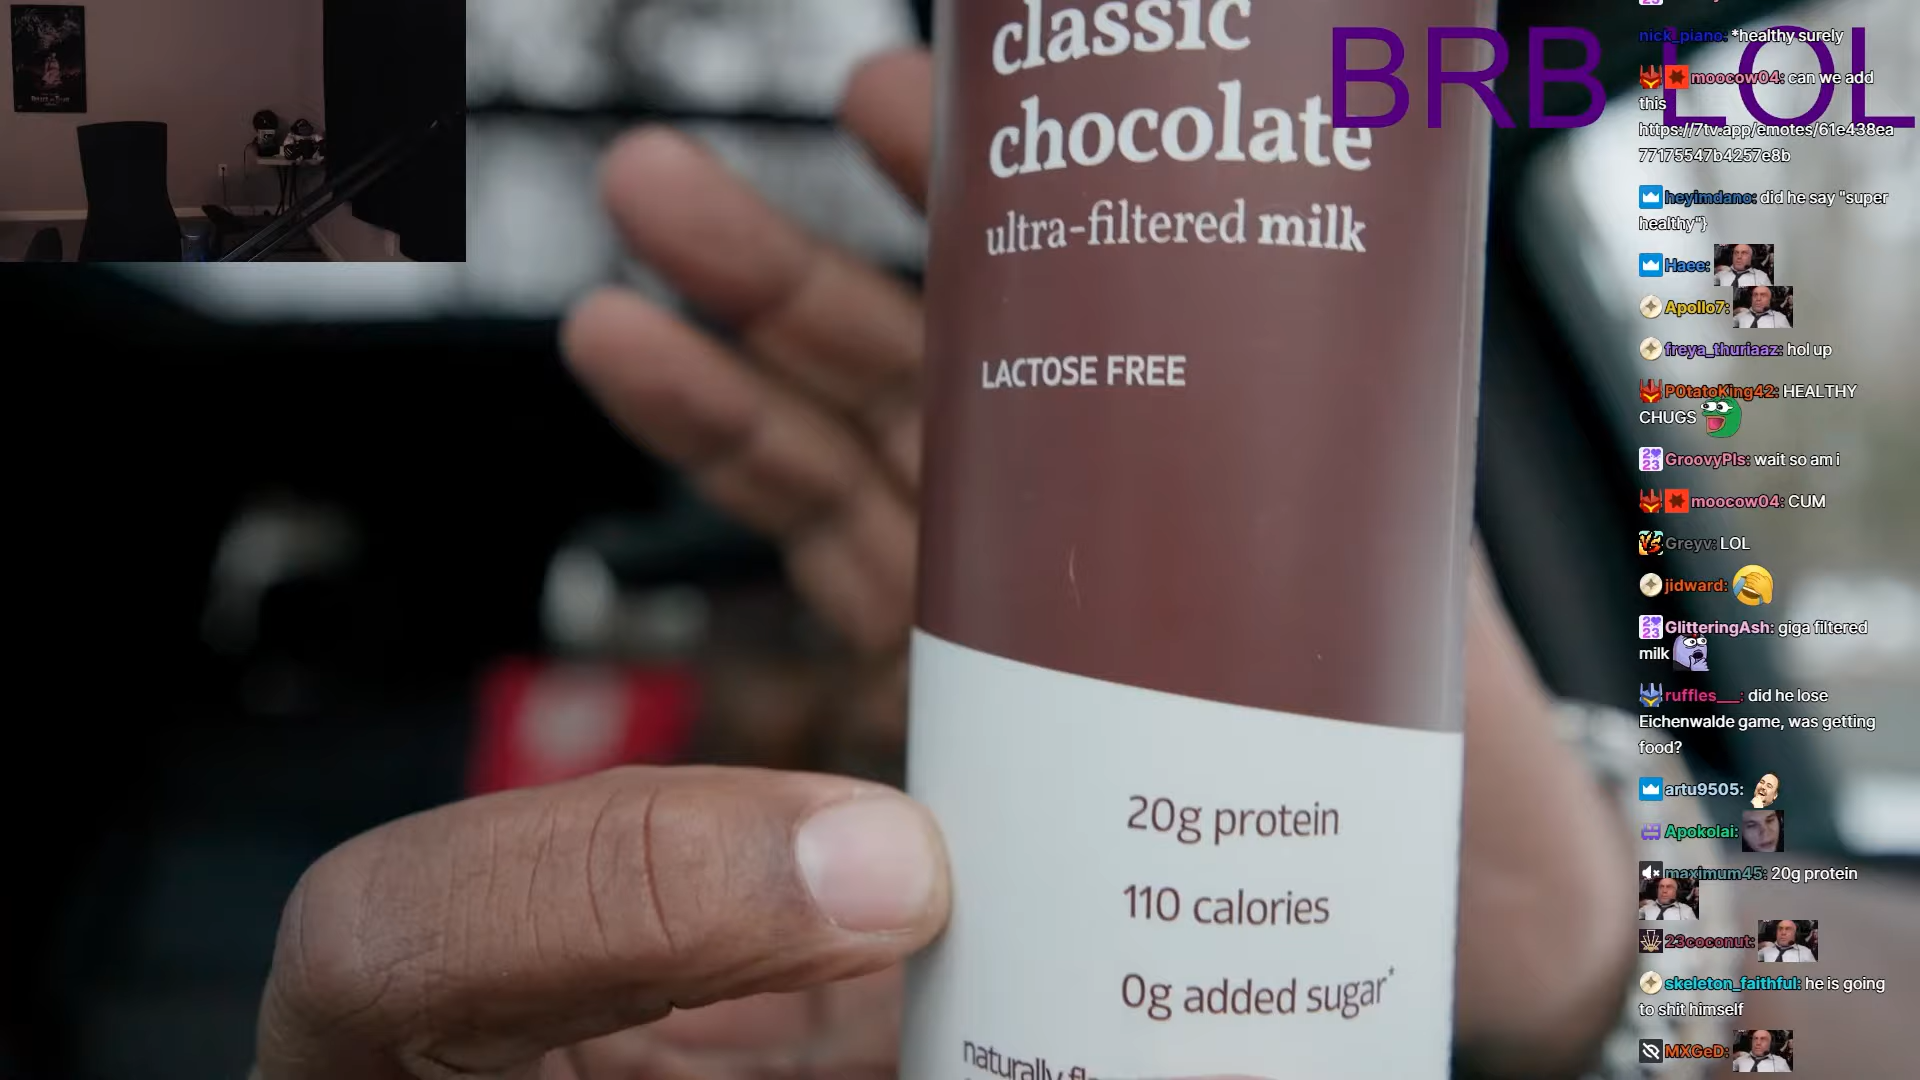 classic
chocolate
ultra-filtered milk
LACTOSE FREE
20g protein
110 calories
0g added sugar*
naturally
BRB LOL
nick_piano: *healthy surely
moocow04: can we add
this
https://7tv.app/emotes/61e438ea
77175547b4257e8b
heyimdano: did he say "super
healthy"}
Haee:
Apollo7:
freya_thuriaaz: hol up
P0tatoKing42: HEALTHY
CHUGS
GroovyPls: wait so am i
moocow04: CUM
Greyv: LOL
jidward:
GlitteringAsh: giga filtered
milk
ruffles___: did he lose
Eichenwalde game, was getting
food?
artu9505:
Apokolai:
maximum45: 20g protein
23coconut:
skeleton_faithful: he is going
to shit himself
MXGeD: